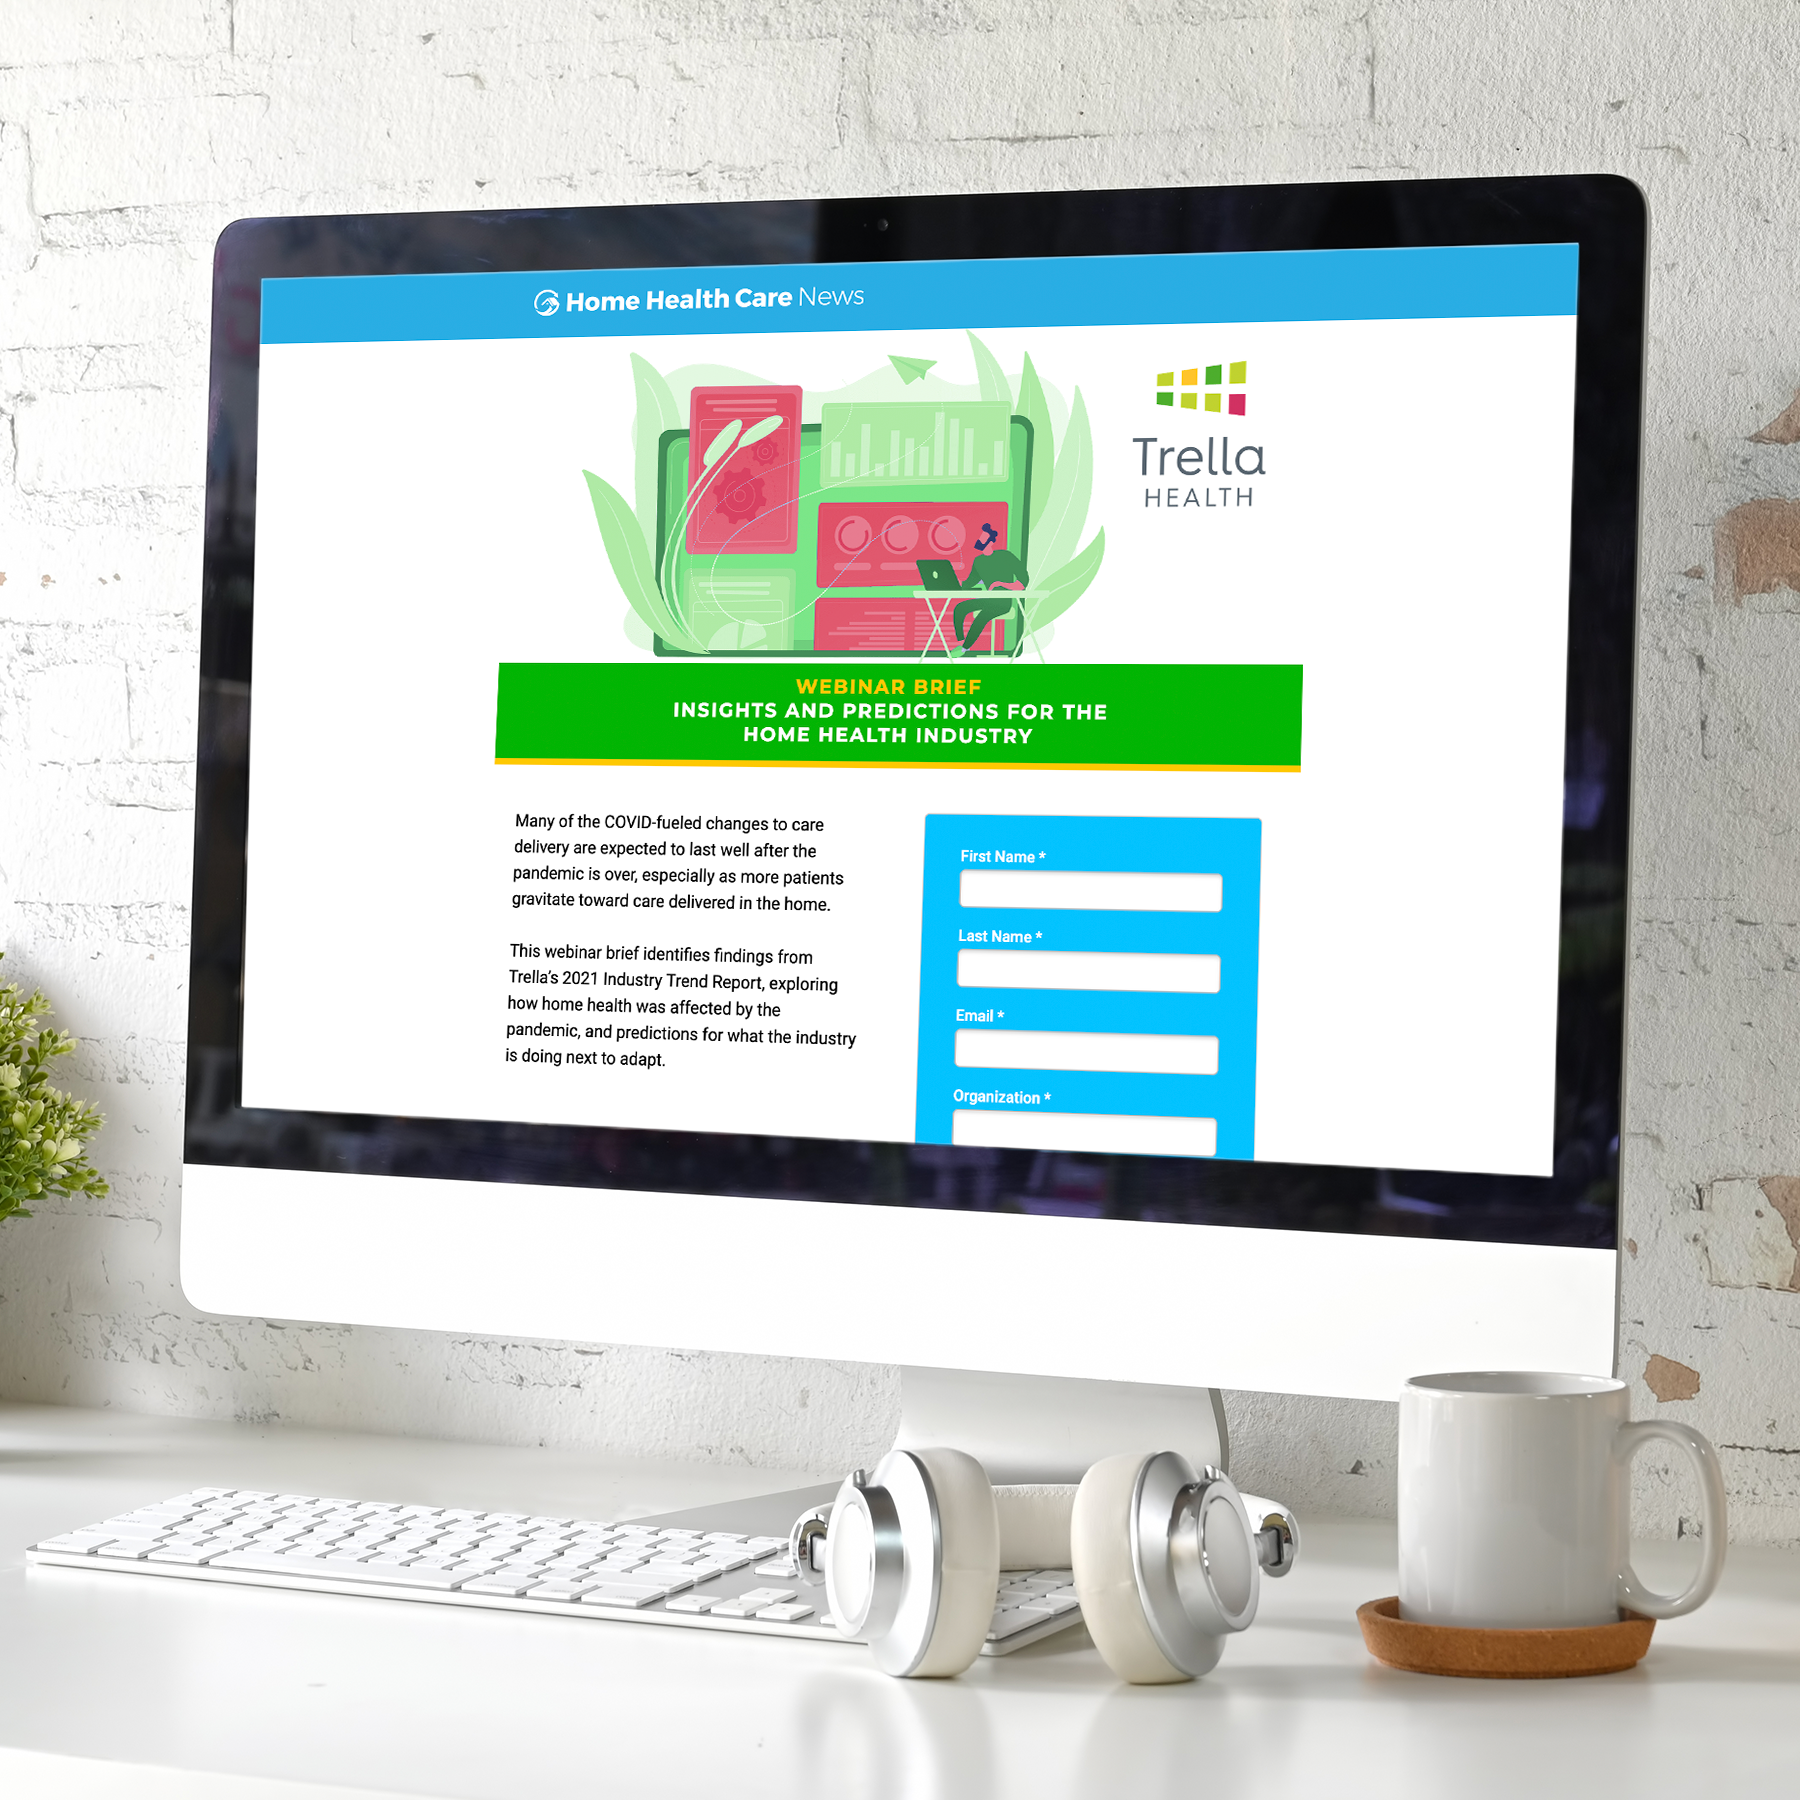 Home Health Care News
Trella
HEALTH
WEBINAR BRIEF
INSIGHTS AND PREDICTIONS FOR THE
HOME HEALTH INDUSTRY
Many of the COVID-fueled changes to care
delivery are expected to last well after the
pandemic is over, especially as more patients
gravitate toward care delivered in the home.
This webinar brief identifies findings from
Trella's 2021 Industry Trend Report, exploring
how home health was affected by the
pandemic, and predictions for what the industry
is doing next to adapt.
First Name *
Last Name *
Email *
Organization *